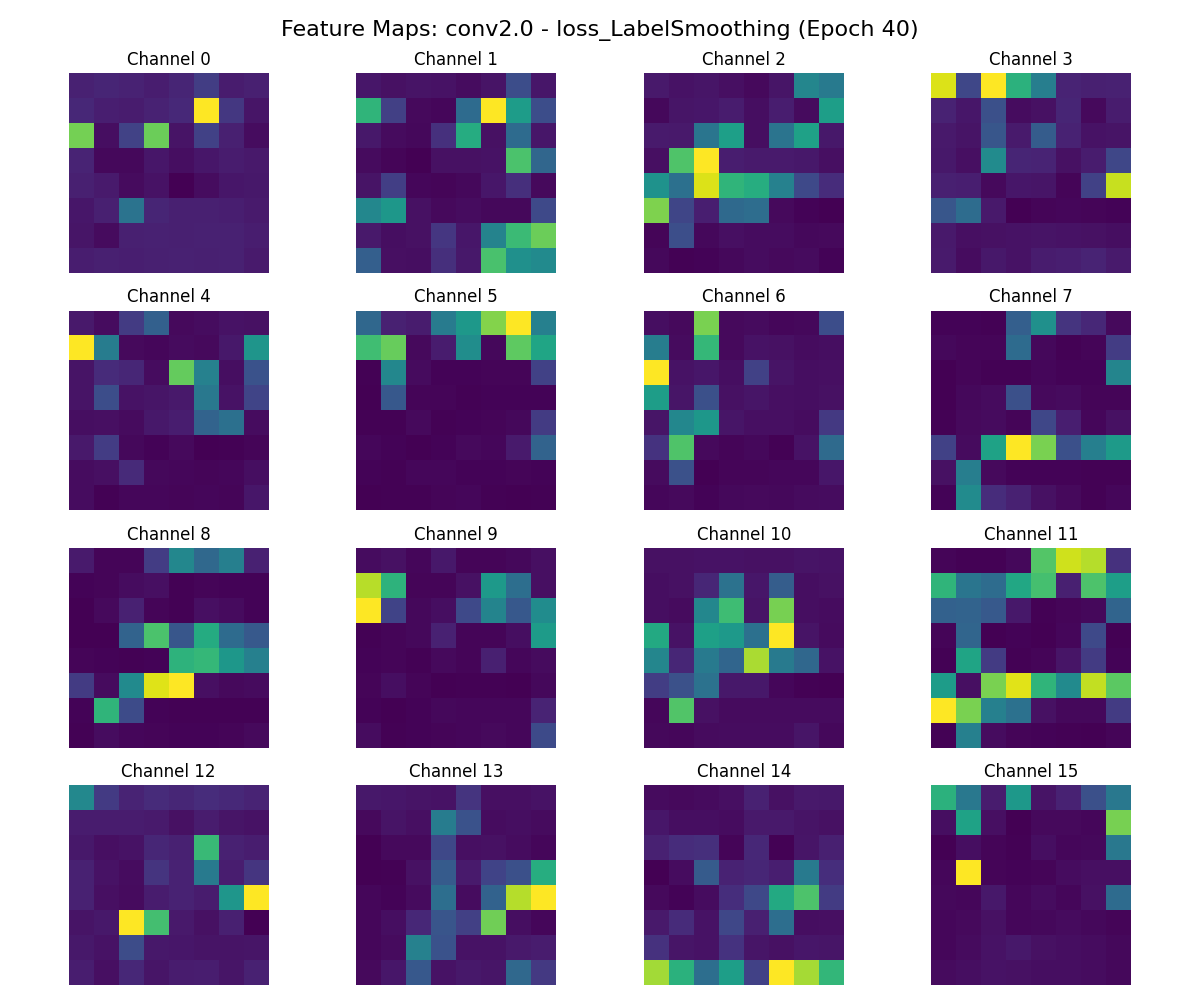 Feature Maps: conv2.0 - loss_LabelSmoothing (Epoch 40)
Channel 0
Channel 1
Channel 2
Channel 3
Channel 4
Channel 5
Channel 6
Channel 7
Channel 8
Channel 9
Channel 10
Channel 11
Channel 12
Channel 13
Channel 14
Channel 15